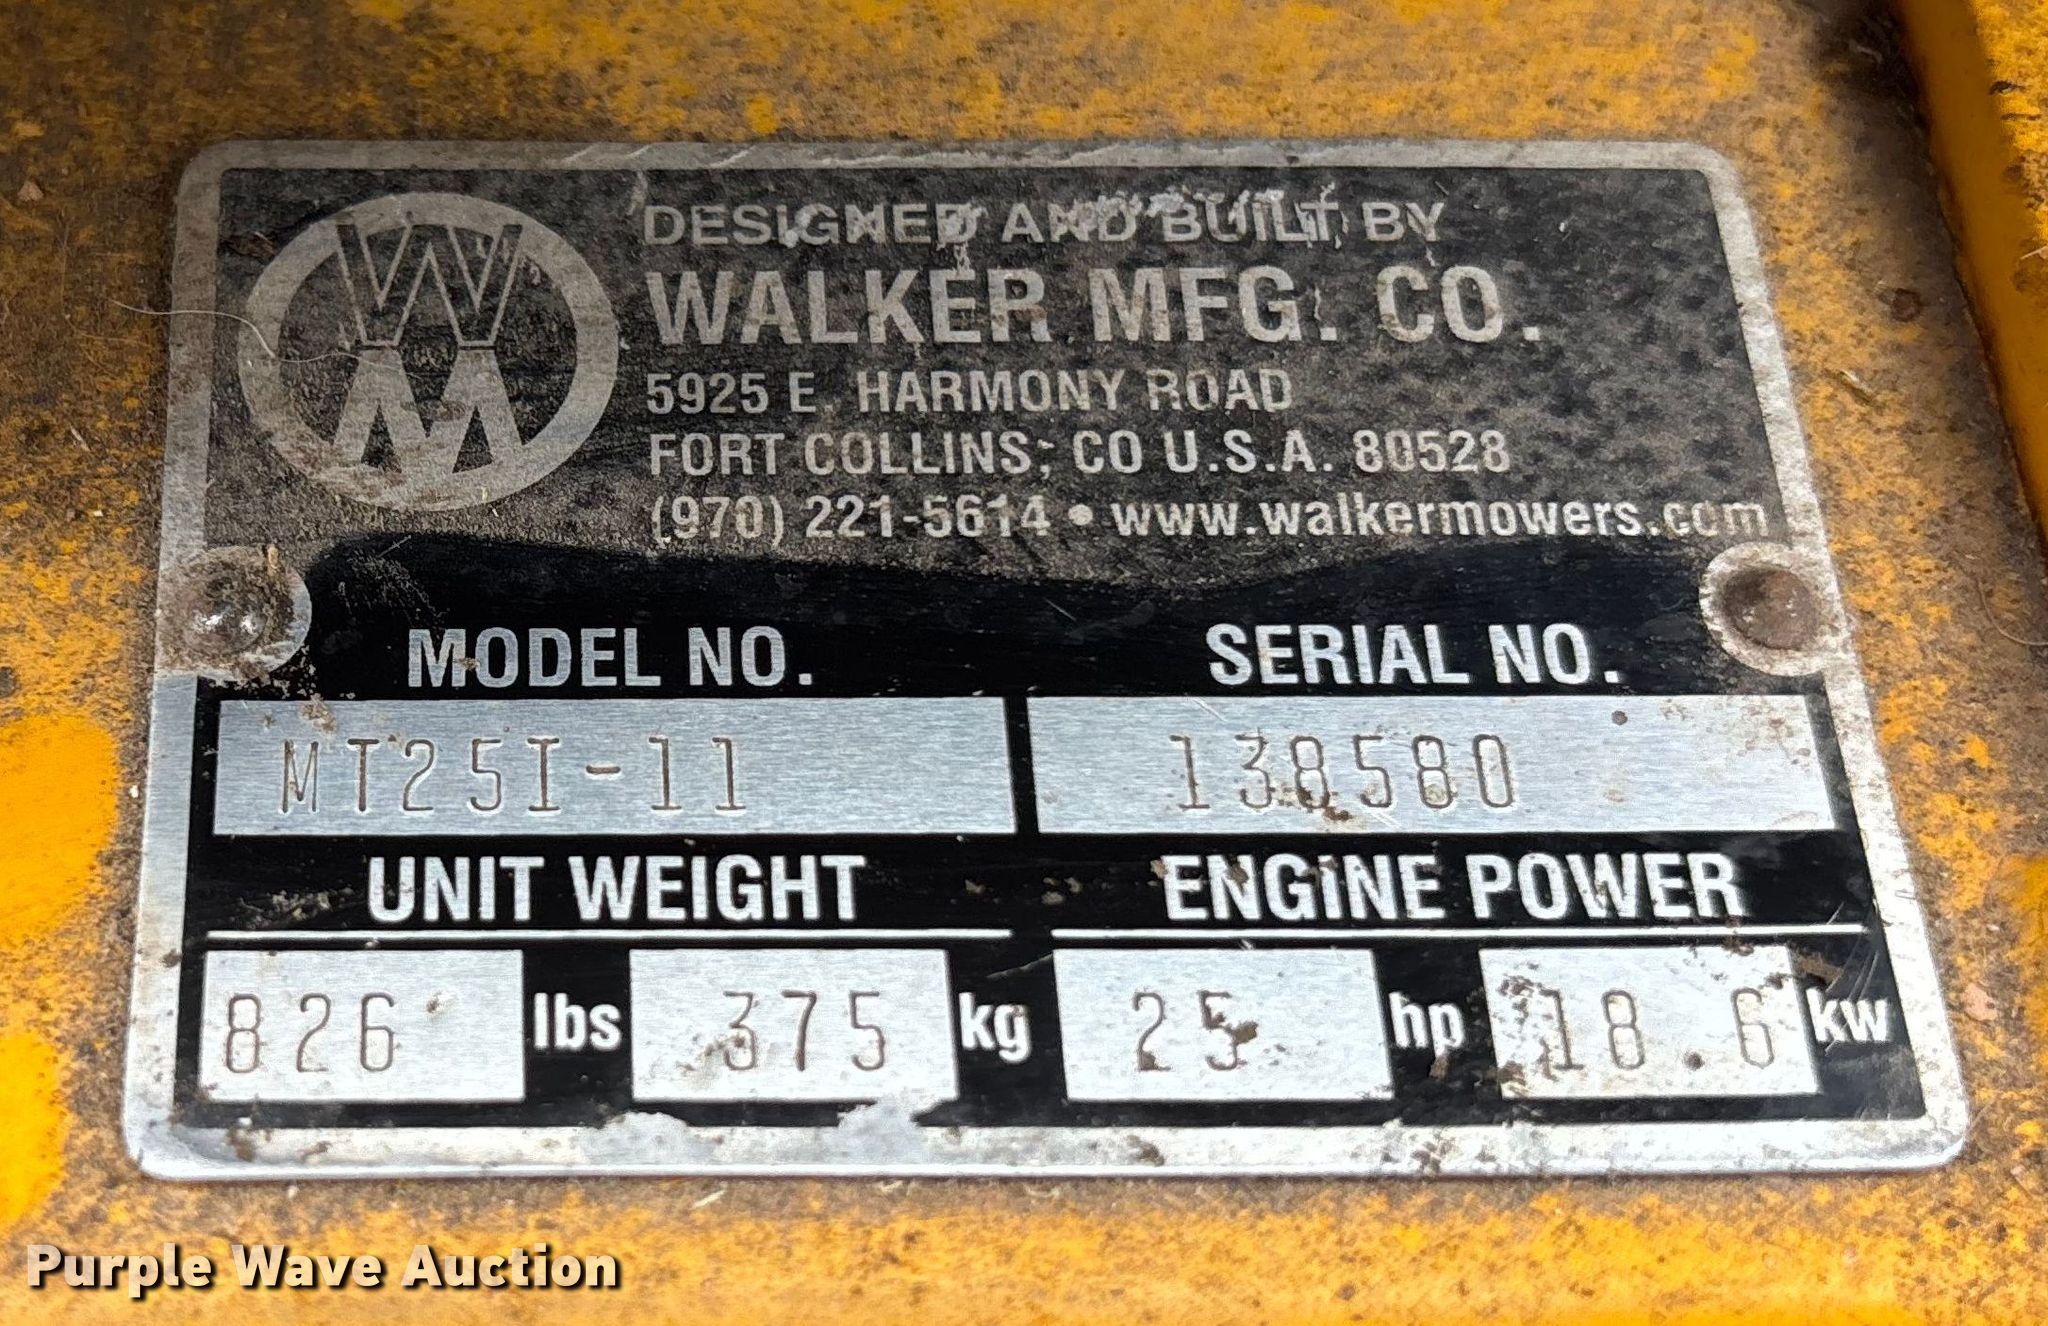 W
M
DESIGNED AND BUILT BY
WALKER MFG. CO.
5925 E. HARMONY ROAD
FORT COLLINS, CO U.S.A. 80528
(970) 221-5614 • www.walkermowers.com
MODEL NO. SERIAL NO.
MT25I-11 138580
UNIT WEIGHT ENGINE POWER
826 lbs 375 kg 25 hp 18.6 kw
Purple Wave Auction